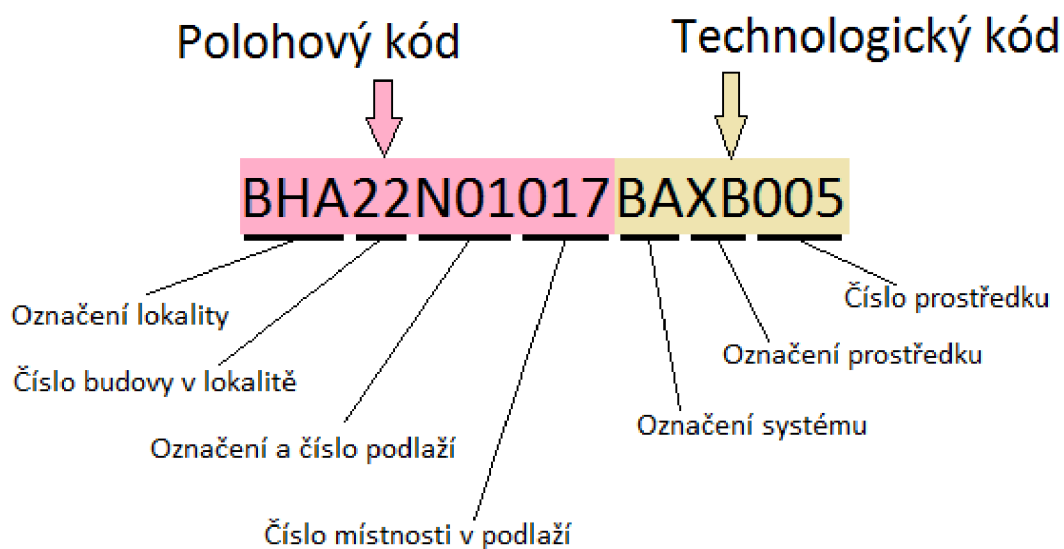 Polohový kód
Technologický kód
BHA22N01017BAXB005
Označení lokality
Číslo prostředku
Číslo budovy v lokalitě
Označení prostředku
Označení a číslo podlaží
Označení systému
Číslo místnosti v podlaží